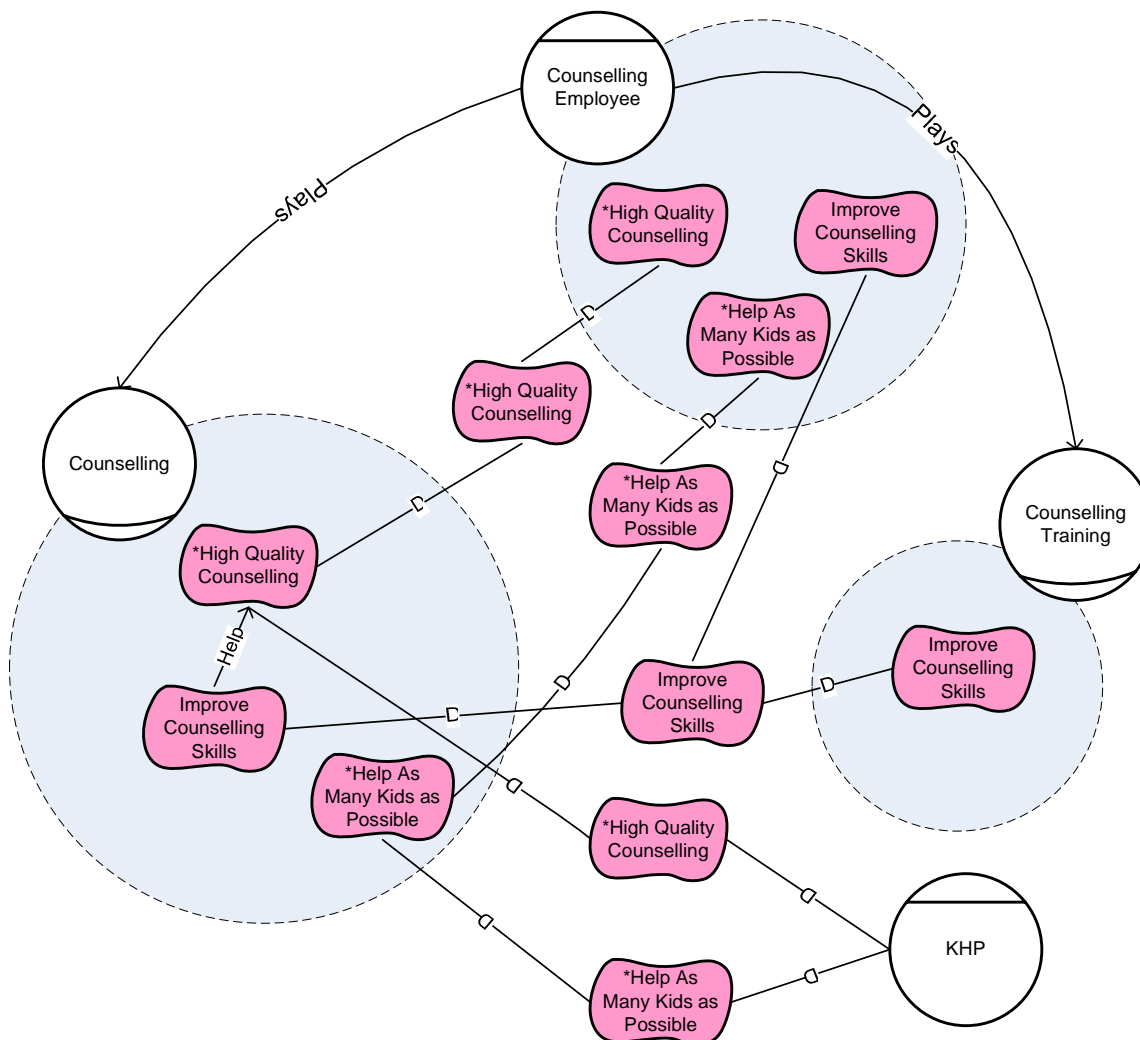 Counselling
Employee
Plays
Plays
*High Quality
Counselling
Improve
Counselling
Skills
*Help As
Many Kids as
Possible
D
*High Quality
Counselling
D
D
Counselling
*Help As
Many Kids as
Possible
D
D
Counselling
Training
*High Quality
Counselling
Help
Improve
Counselling
Skills
D
Improve
Counselling
Skills
D
Improve
Counselling
Skills
D
*Help As
Many Kids as
Possible
D
*High Quality
Counselling
D
D
*Help As
Many Kids as
Possible
D
KHP